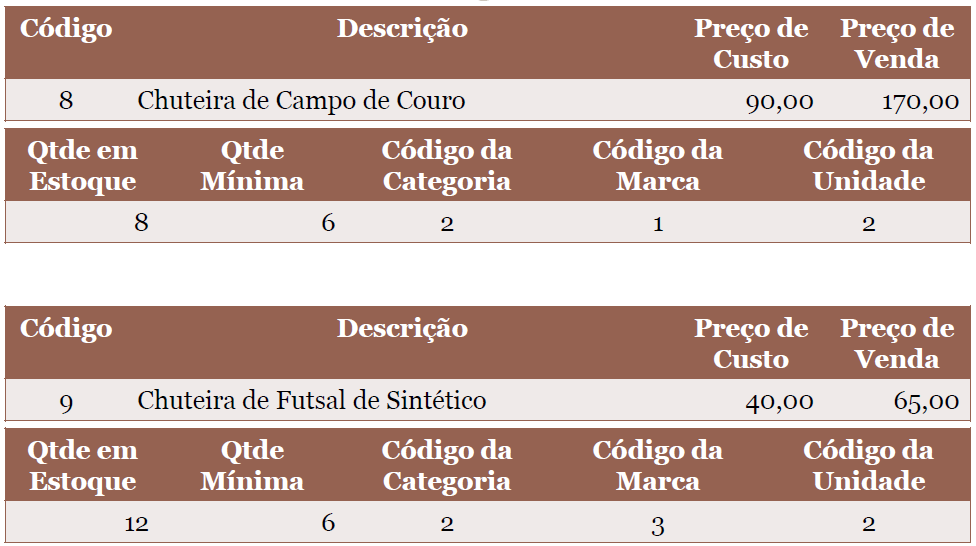 Código Descrição Preço de Custo Preço de Venda
8 Chuteira de Campo de Couro 90,00 170,00
Qtde em Estoque Qtde Mínima Código da Categoria Código da Marca Código da Unidade
8 6 2 1 2
Código Descrição Preço de Custo Preço de Venda
9 Chuteira de Futsal de Sintético 40,00 65,00
Qtde em Estoque Qtde Mínima Código da Categoria Código da Marca Código da Unidade
12 6 2 3 2